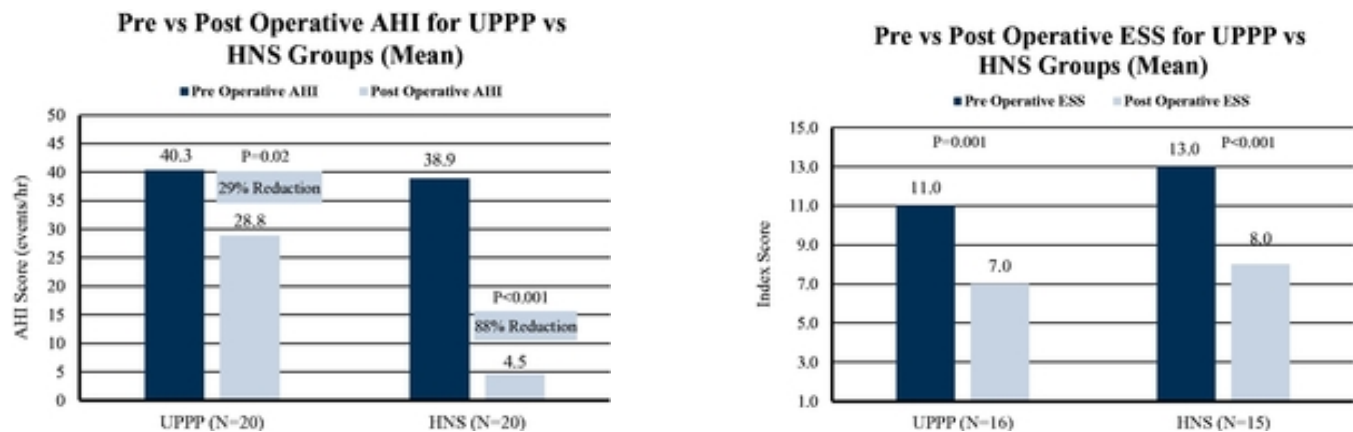 Pre vs Post Operative AHI for UPPP vs
HNS Groups (Mean)
Pre Operative AHI Post Operative AHI
AHI Score (events/hr)
50
45
40
35
30
25
20
15
10
5
0
40.3
P=0.02
29% Reduction
28.8
38.9
P<0.001
88% Reduction
4.5
UPPP (N=20) HNS (N=20)
Pre vs Post Operative ESS for UPPP vs
HNS Groups (Mean)
Pre Operative ESS Post Operative ESS
Index Score
15.0
13.0
11.0
9.0
7.0
5.0
3.0
1.0
P=0.001
11.0
7.0
P<0.001
13.0
8.0
UPPP (N=16) HNS (N=15)